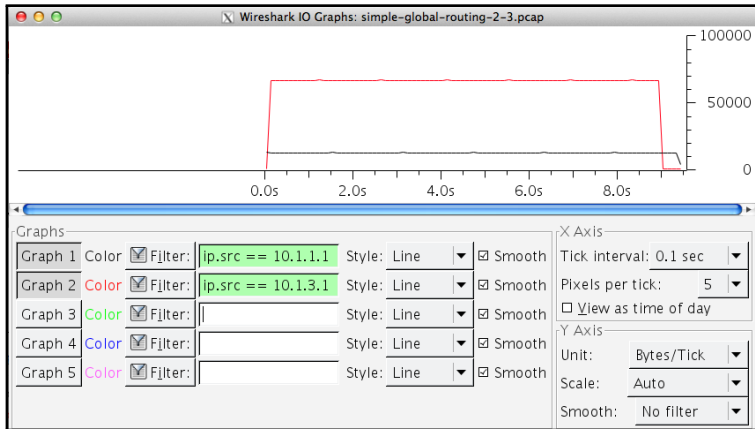 Wireshark IO Graphs: simple-global-routing-2-3.pcap
100000
50000
0
0.0s 2.0s 4.0s 6.0s 8.0s
Graphs
Graph 1 Color Filter: ip.src == 10.1.1.1 Style: Line Smooth
Graph 2 Color Filter: ip.src == 10.1.3.1 Style: Line Smooth
Graph 3 Color Filter: Style: Line Smooth
Graph 4 Color Filter: Style: Line Smooth
Graph 5 Color Filter: Style: Line Smooth
X Axis
Tick interval: 0.1 sec
Pixels per tick: 5
View as time of day
Y Axis
Unit: Bytes/Tick
Scale: Auto
Smooth: No filter